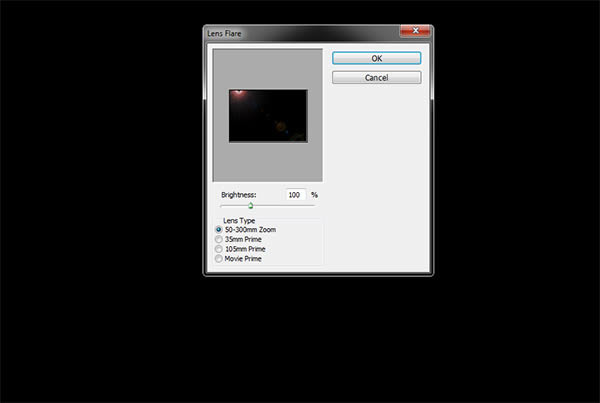 Lens Flare
OK
Cancel
Brightness: 100 %
Lens Type
50-300mm Zoom
35mm Prime
105mm Prime
Movie Prime